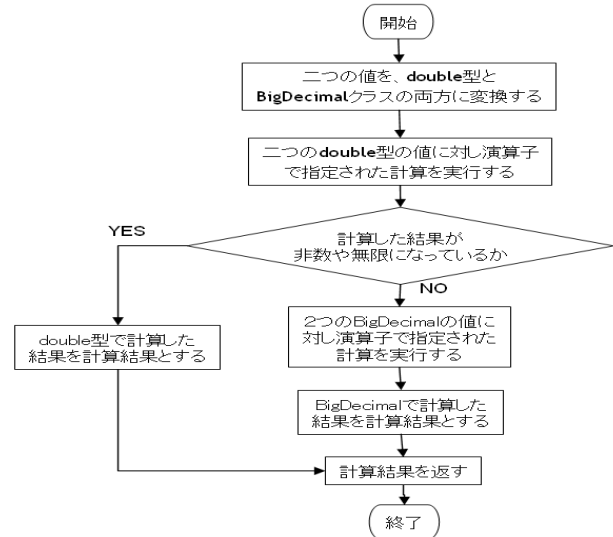 開始
二つの値を、double型と
BigDecimalクラスの両方に変換する
二つのdouble型の値に対し演算子
で指定された計算を実行する
計算した結果が
非数や無限になっているか
YES
NO
double型で計算した
結果を計算結果とする
2つのBigDecimalの値に
対し演算子で指定された
計算を実行する
BigDecimalで計算した
結果を計算結果とする
計算結果を返す
終了